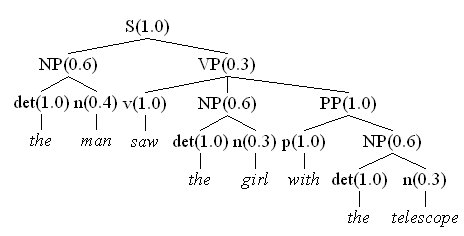 S(1.0)
NP(0.6) VP(0.3)
det(1.0) n(0.4) v(1.0) NP(0.6) PP(1.0)
the man saw det(1.0) n(0.3) p(1.0) NP(0.6)
the girl with det(1.0) n(0.3)
the telescope